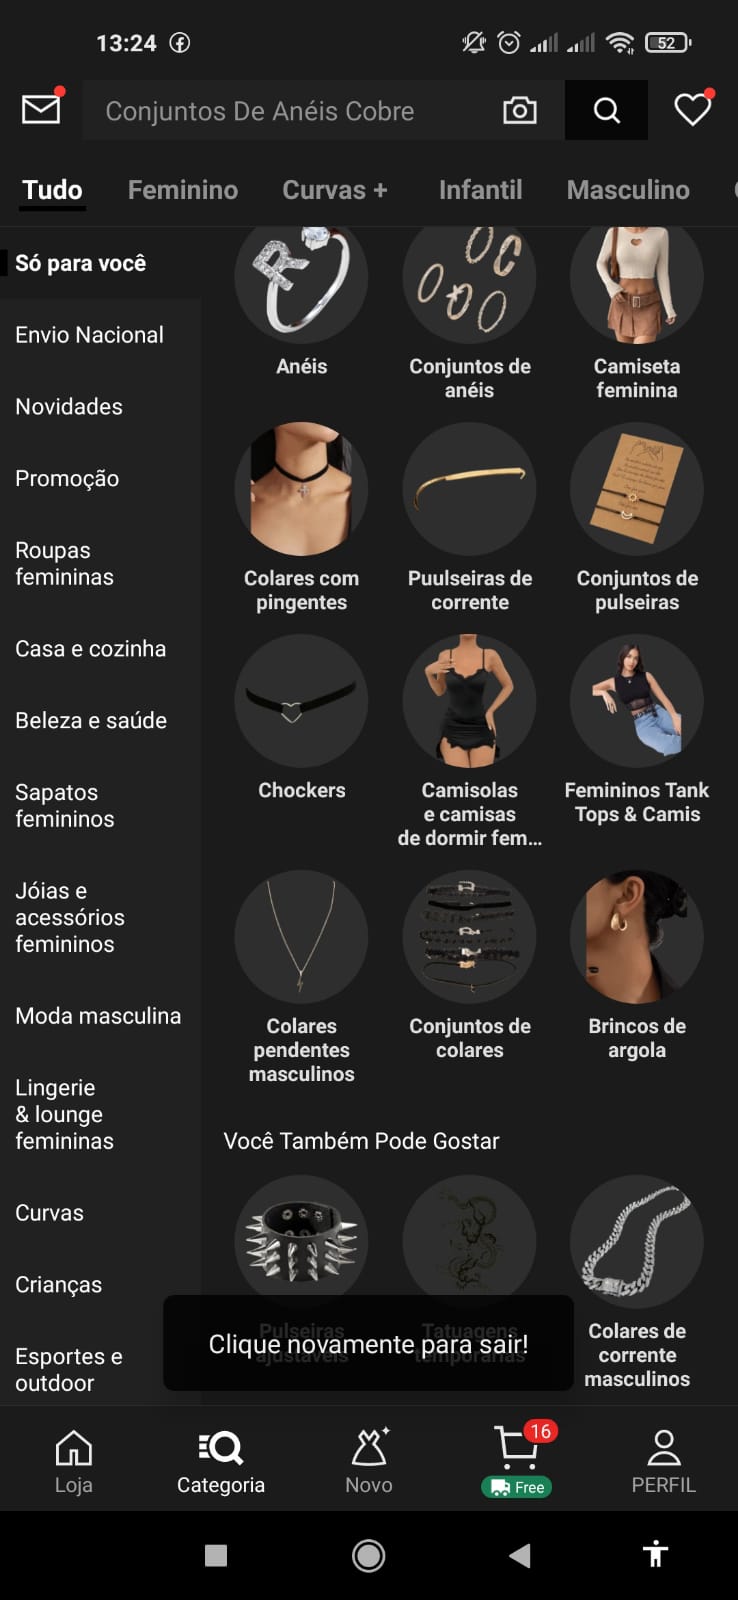 13:24
52
Conjuntos De Anéis Cobre
Tudo
Feminino
Curvas +
Infantil
Masculino
Só para você
Envio Nacional
Novidades
Promoção
Roupas
femininas
Casa e cozinha
Beleza e saúde
Sapatos
femininos
Jóias e
acessórios
femininos
Moda masculina
Lingerie
& lounge
femininas
Curvas
Crianças
Esportes e
outdoor
Anéis
Conjuntos de
anéis
Camiseta
feminina
Colares com
pingentes
Puulseiras de
corrente
Conjuntos de
pulseiras
Chockers
Camisolas
e camisas
de dormir fem...
Femininos Tank
Tops & Camis
Colares
pendentes
masculinos
Conjuntos de
colares
Brincos de
argola
Você Também Pode Gostar
Pulseiras
ajustáveis
Tatuagens
temporárias
Colares de
corrente
masculinos
Clique novamente para sair!
Loja
Categoria
Novo
16
Free
PERFIL